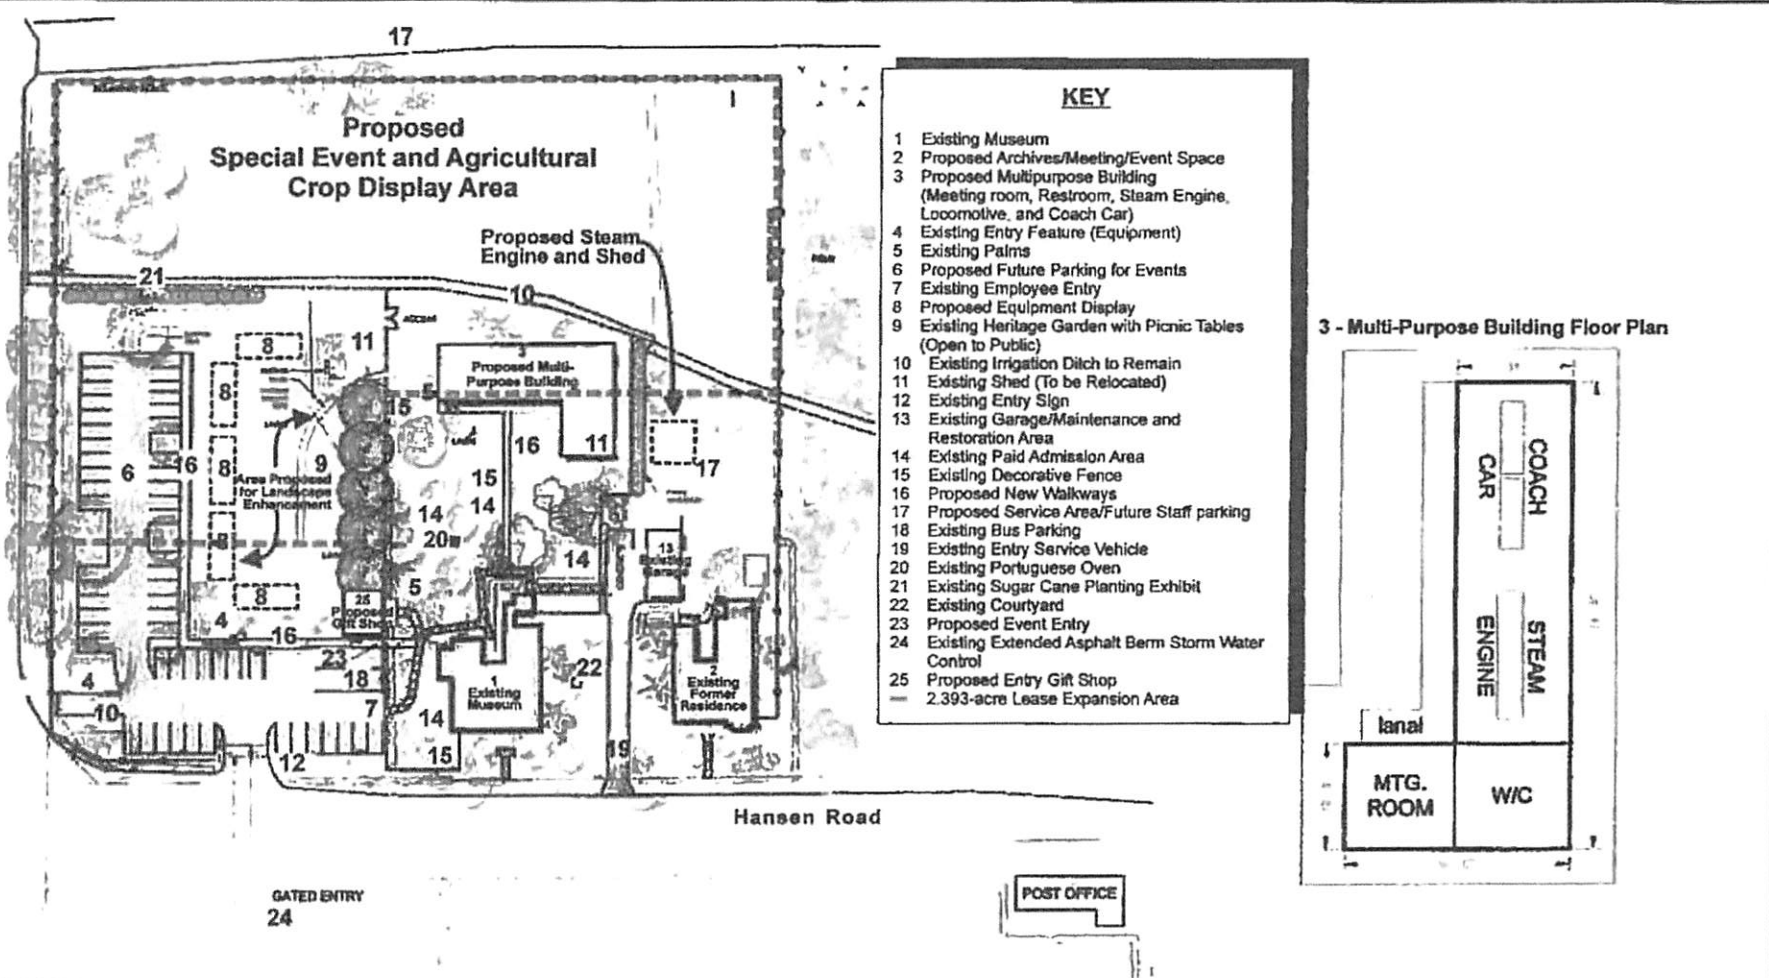 17
Proposed
Special Event and Agricultural
Crop Display Area
Proposed Steam
Engine and Shed
21
10
8
11
3
Proposed Multi-
Purpose Building
5
15
8
16
11
17
6
16
8
9
15
Area Proposed
for Landscape
Enhancement
14
14
20
8
14
13
Existing
Garage
5
8
25
Proposed
Gift Shop
4
16
23
18
4
10
7
12
1
Existing
Museum
22
2
Existing
Former
Residence
14
15
19
Hansen Road
GATED ENTRY
24
POST OFFICE
KEY
1 Existing Museum
2 Proposed Archives/Meeting/Event Space
3 Proposed Multipurpose Building
(Meeting room, Restroom, Steam Engine,
Locomotive, and Coach Car)
4 Existing Entry Feature (Equipment)
5 Existing Palms
6 Proposed Future Parking for Events
7 Existing Employee Entry
8 Proposed Equipment Display
9 Existing Heritage Garden with Picnic Tables
(Open to Public)
10 Existing Irrigation Ditch to Remain
11 Existing Shed (To be Relocated)
12 Existing Entry Sign
13 Existing Garage/Maintenance and
Restoration Area
14 Existing Paid Admission Area
15 Existing Decorative Fence
16 Proposed New Walkways
17 Proposed Service Area/Future Staff parking
18 Existing Bus Parking
19 Existing Entry Service Vehicle
20 Existing Portuguese Oven
21 Existing Sugar Cane Planting Exhibit
22 Existing Courtyard
23 Proposed Event Entry
24 Existing Extended Asphalt Berm Storm Water
Control
25 Proposed Entry Gift Shop
2.393-acre Lease Expansion Area
3 - Multi-Purpose Building Floor Plan
COACH
CAR
STEAM
ENGINE
lanai
MTG.
ROOM
W/C